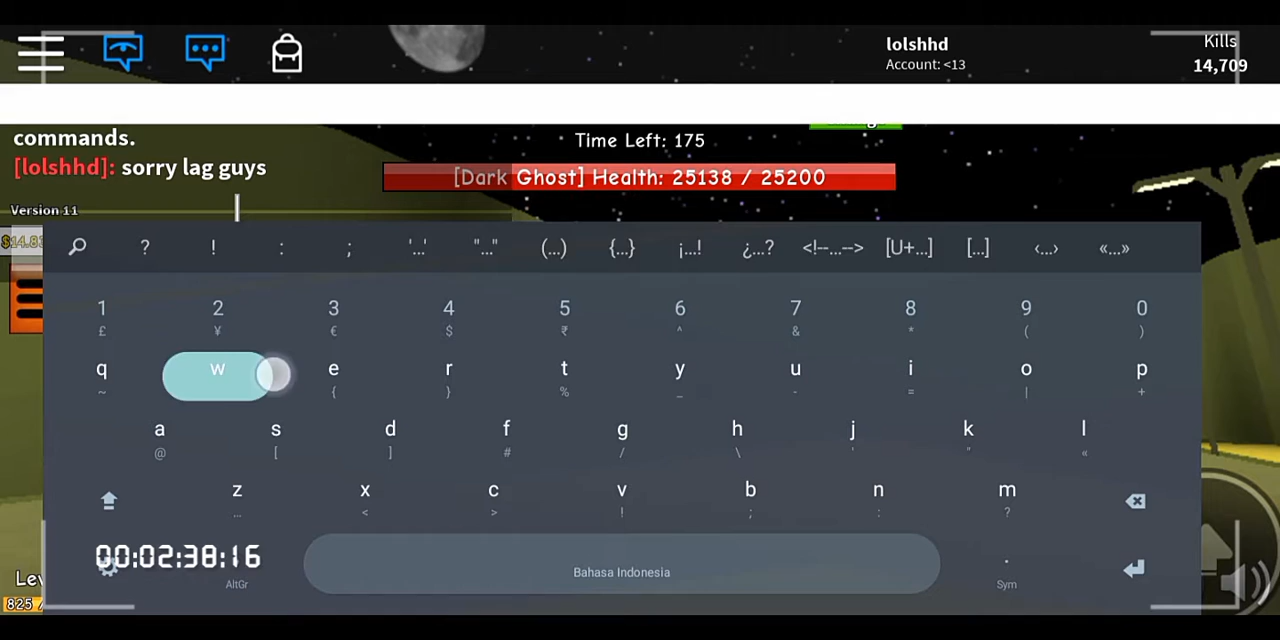 lolshhd
Account: <13
Kills
14,709
commands.
[lolshhd]: sorry lag guys
Time Left: 175
[Dark Ghost] Health: 25138 / 25200
Version 11
? ! : ; '...' "..." (...) {...} ¡...! ¿...? <!--...--> [U+...] [...] ‹...› «...»
1 2 3 4 5 6 7 8 9 0
£ ¥ € $ ₹ ^ & * ( )
q w e r t y u i o p
~ { } % _ - = | +
a s d f g h j k l
@ [ ] # / \ ' " «
z x c v b n m
... < > ! ; : ?
00:02:38:16
Bahasa Indonesia
.
AltGr
Sym
825 /